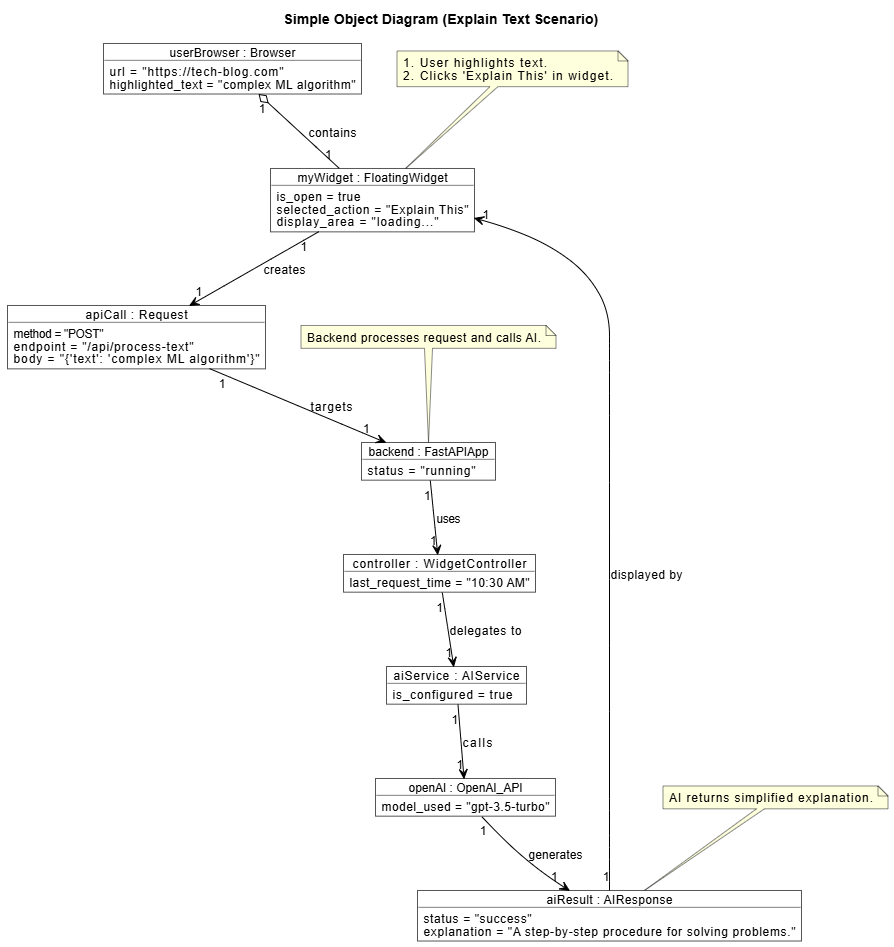 Simple Object Diagram (Explain Text Scenario)
userBrowser : Browser
url = "https://tech-blog.com"
highlighted_text = "complex ML algorithm"
1. User highlights text.
2. Clicks 'Explain This' in widget.
1
contains
1
myWidget : FloatingWidget
is_open = true
selected_action = "Explain This"
display_area = "loading..."
1
1
creates
1
apiCall : Request
method = "POST"
endpoint = "/api/process-text"
body = "{'text': 'complex ML algorithm'}"
Backend processes request and calls AI.
1
targets
1
backend : FastAPIApp
status = "running"
1
uses
1
controller : WidgetController
last_request_time = "10:30 AM"
displayed by
1
delegates to
1
aiService : AIService
is_configured = true
1
calls
1
openAI : OpenAI_API
model_used = "gpt-3.5-turbo"
AI returns simplified explanation.
1
generates
1
1
aiResult : AIResponse
status = "success"
explanation = "A step-by-step procedure for solving problems."